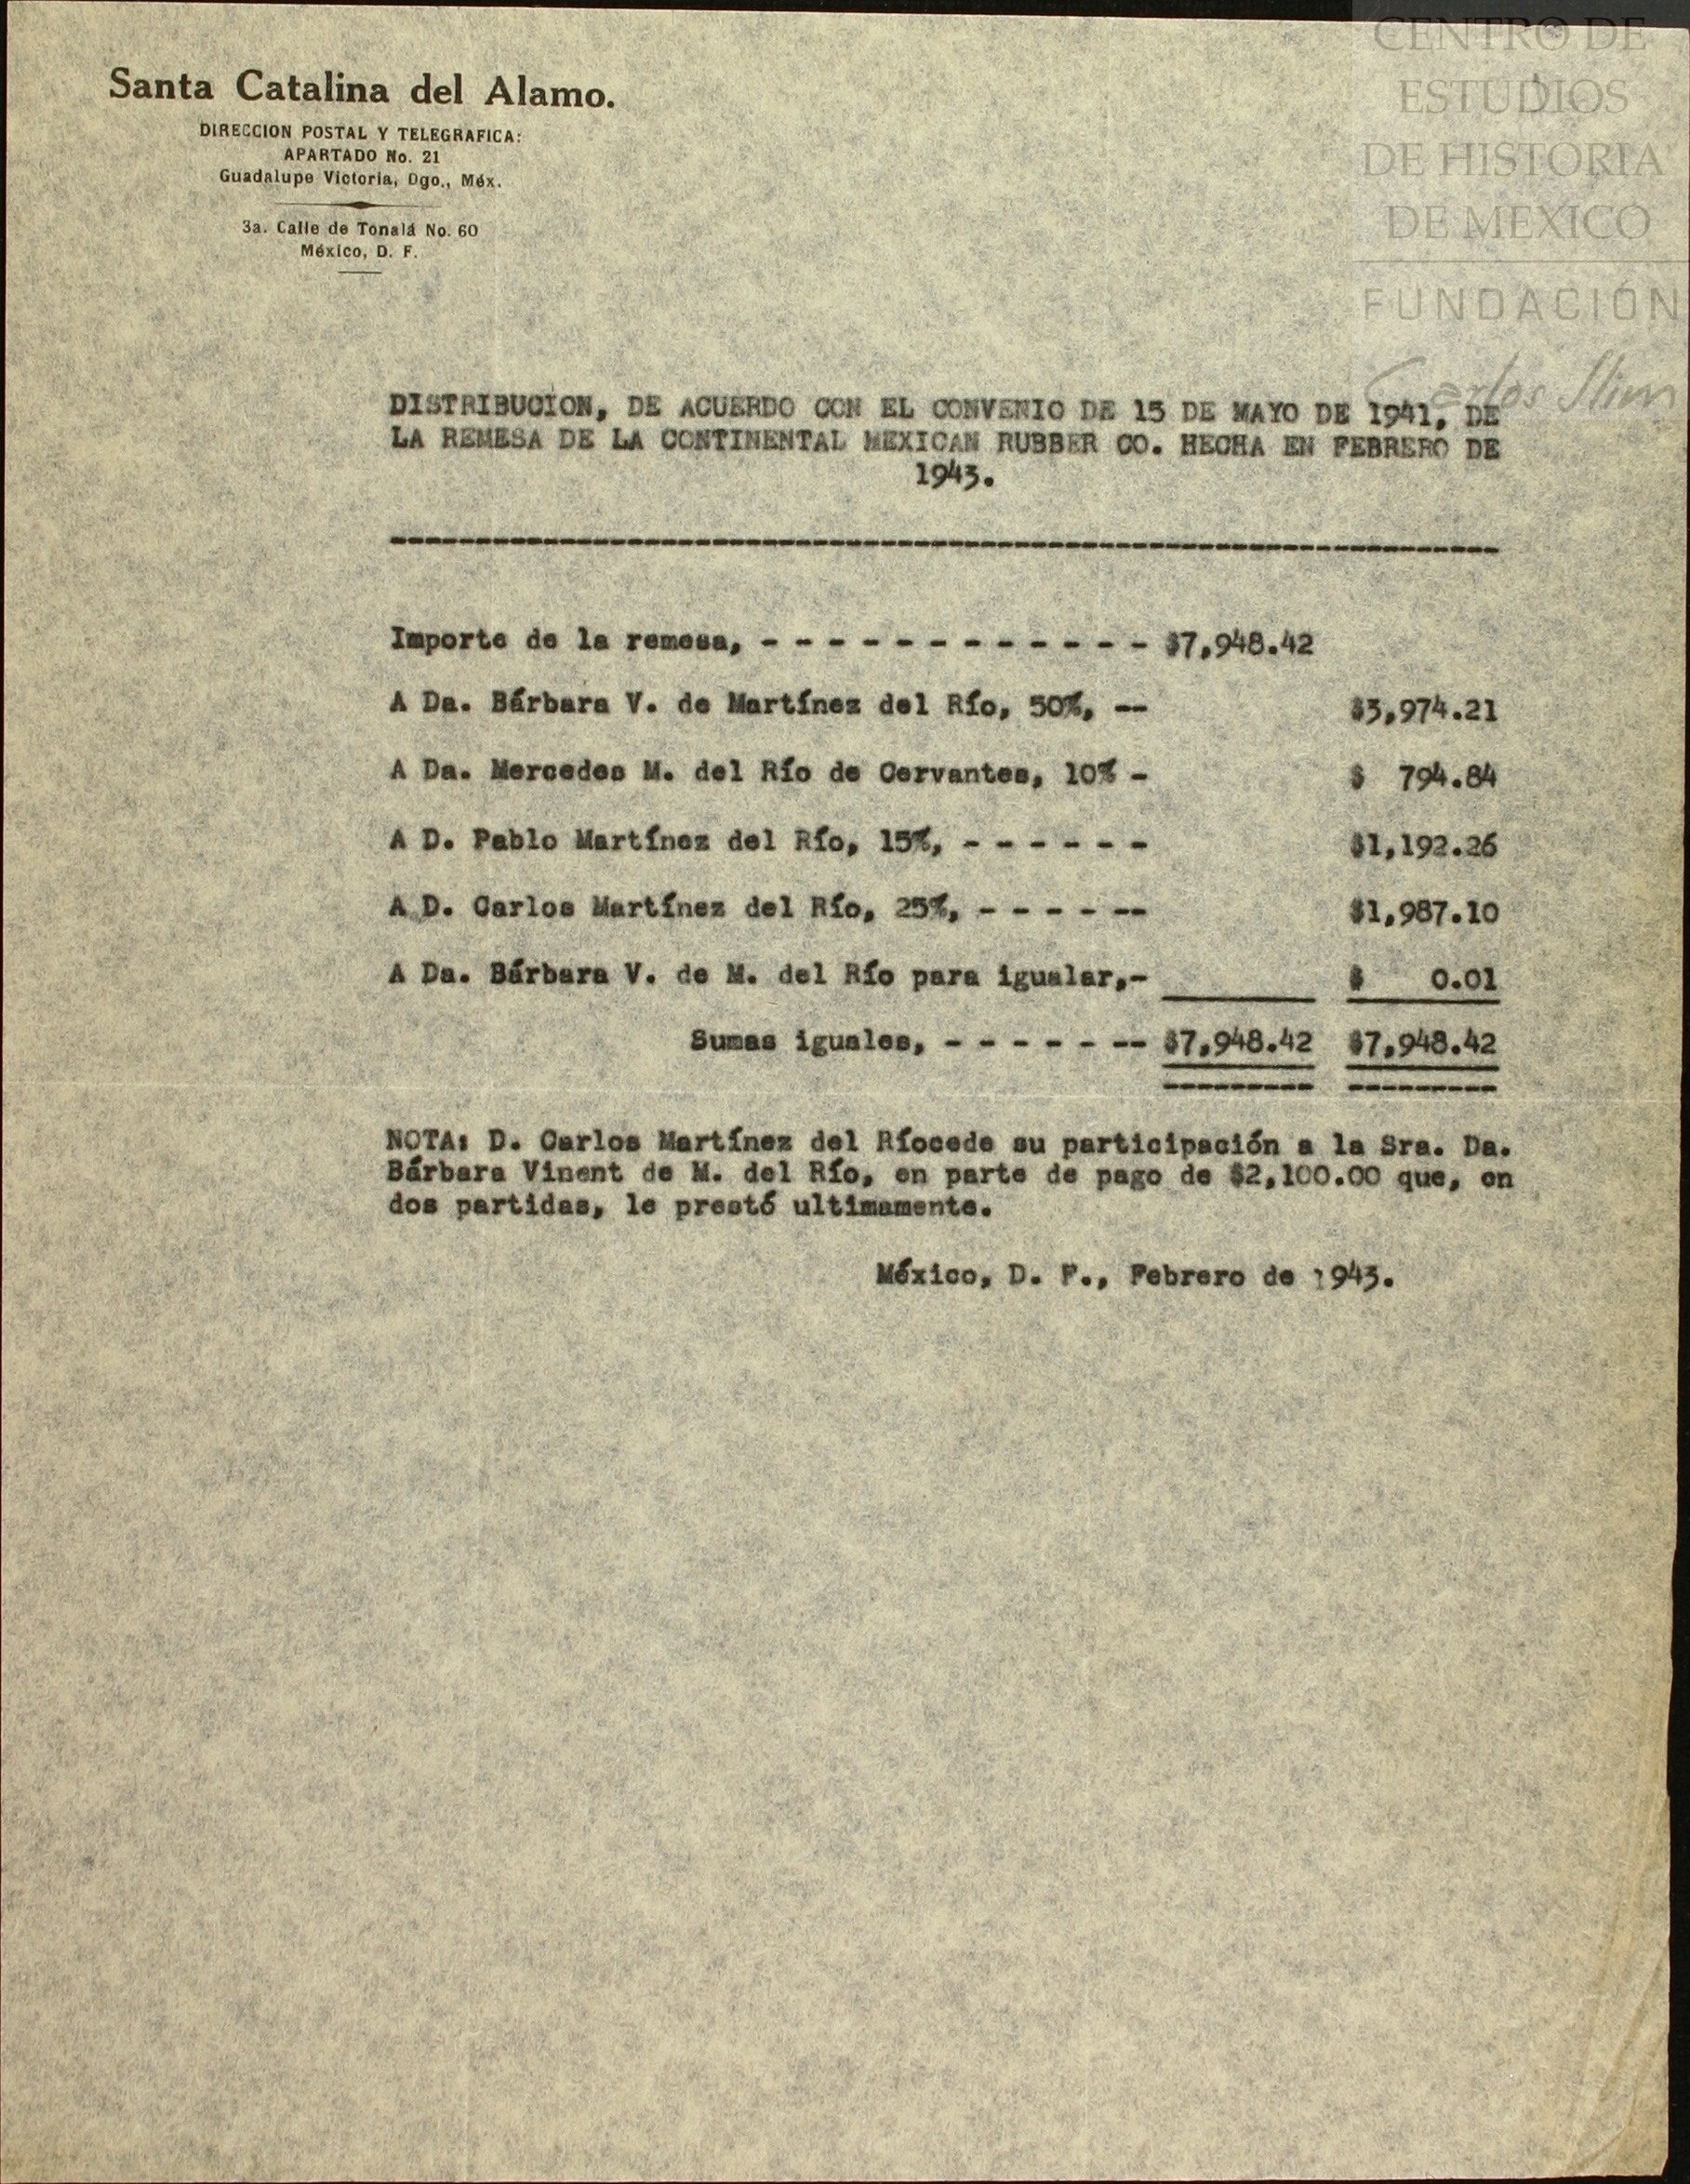 CENTRO DE
ESTUDIOS
DE HISTORIA
DE MEXICO
FUNDACIÓN
Carlos Slim
Santa Catalina del Alamo.
DIRECCION POSTAL Y TELEGRAFICA:
APARTADO No. 21
Guadalupe Victoria, Dgo., Méx.
3a. Calle de Tonalá No. 60
México, D. F.
DISTRIBUCION, DE ACUERDO CON EL CONVENIO DE 15 DE MAYO DE 1941, DE
LA REMESA DE LA CONTINENTAL MEXICAN RUBBER CO. HECHA EN FEBRERO DE
1943.
Importe de la remesa, - - - - - - - - - - - - $7,948.42
A Da. Bárbara V. de Martínez del Río, 50%, -- $3,974.21
A Da. Mercedes M. del Río de Cervantes, 10% - $ 794.84
A D. Pablo Martínez del Río, 15%, - - - - - - $1,192.26
A D. Carlos Martínez del Río, 25%, - - - - -- $1,987.10
A Da. Bárbara V. de M. del Río para igualar,- $ 0.01
Sumas iguales, - - - - - -- $7,948.42 $7,948.42
NOTA: D. Carlos Martínez del Ríocede su participación a la Sra. Da.
Bárbara Vinent de M. del Río, en parte de pago de $2,100.00 que, en
dos partidas, le prestó ultimamente.
México, D. F., Febrero de 1943.